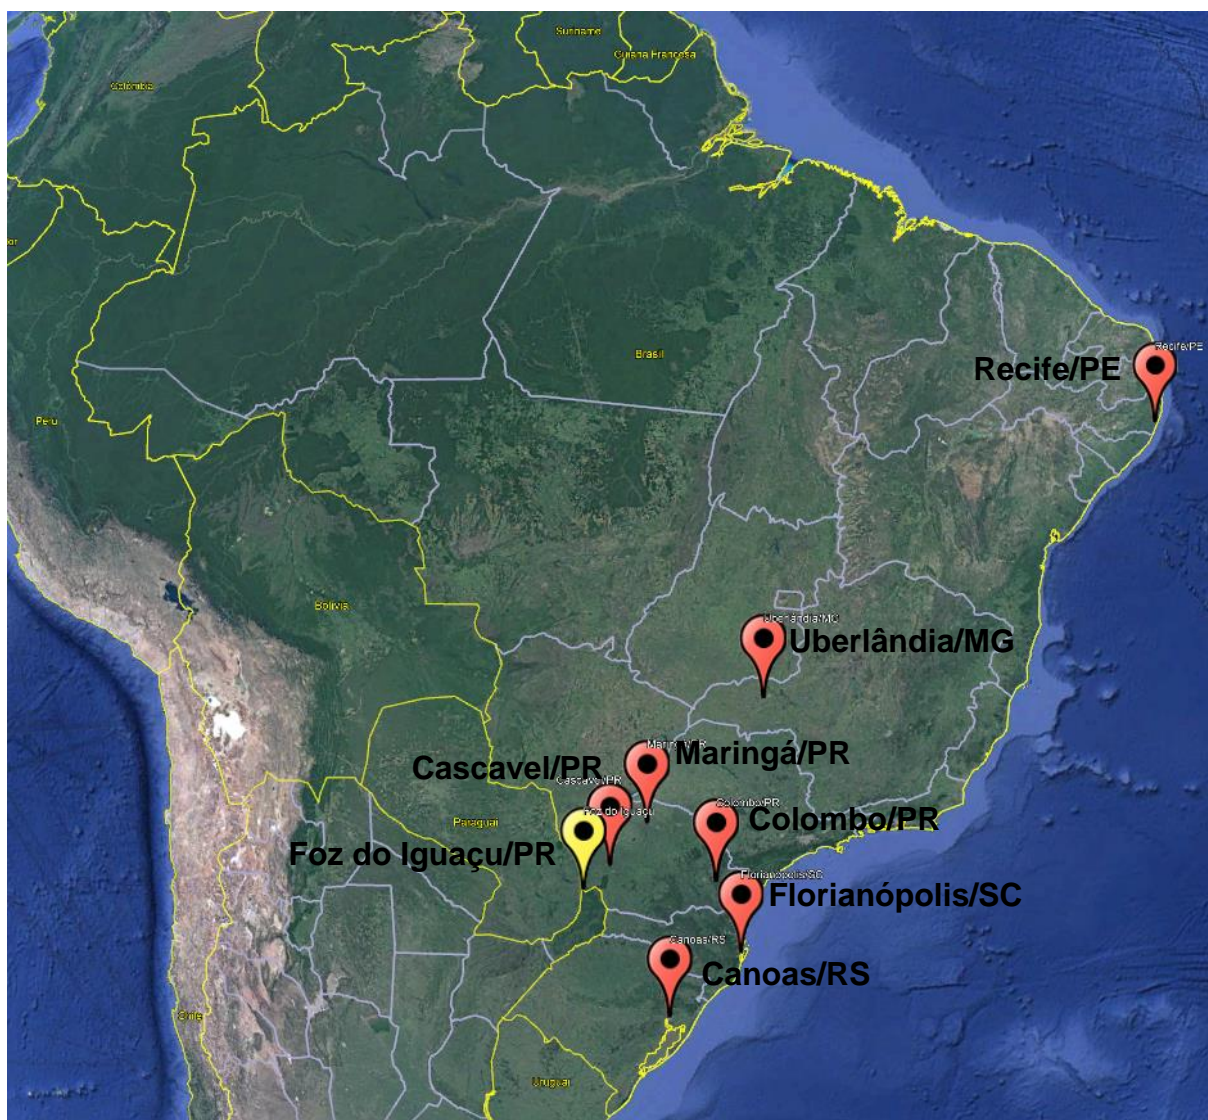 Suriname
Guiana Francesa
Colômbia
Brasil
Recife/PE
Recife/PE
Peru
Bolívia
Uberlândia/MG
Uberlândia/MG
Maringá/PR
Maringá/PR
Cascavel/PR
Cascavel/PR
Foz do Iguaçu
Colombo/PR
Colombo/PR
Paraguai
Foz do Iguaçu/PR
Florianópolis/SC
Florianópolis/SC
Canoas/RS
Canoas/RS
Chile
Uruguai